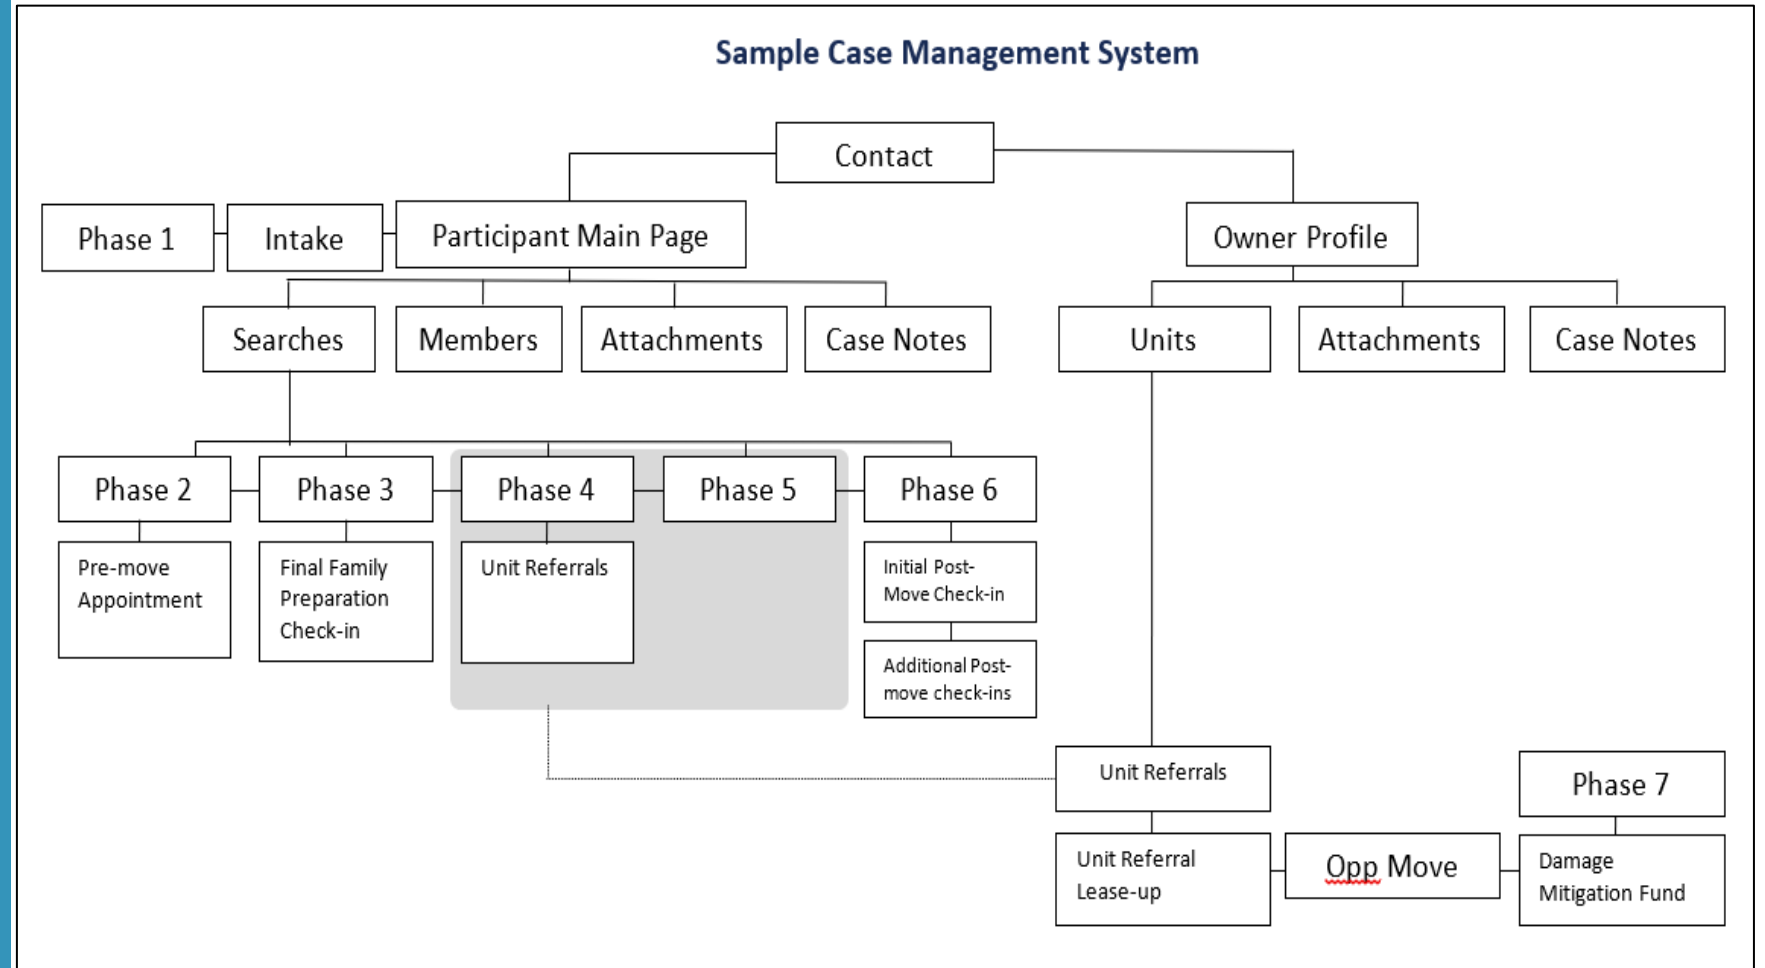 Sample Case Management System
Contact
Phase 1
Intake
Participant Main Page
Owner Profile
Searches
Members
Attachments
Case Notes
Units
Attachments
Case Notes
Phase 2
Phase 3
Phase 4
Phase 5
Phase 6
Pre-move
Appointment
Final Family
Preparation
Check-in
Unit Referrals
Initial Post-
Move Check-in
Additional Post-
move check-ins
Unit Referrals
Phase 7
Unit Referral
Lease-up
Opp Move
Damage
Mitigation Fund